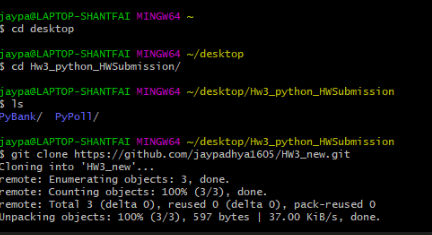 jaypa@LAPTOP-SHANTFAI MINGW64 ~
$ cd desktop
jaypa@LAPTOP-SHANTFAI MINGW64 ~/desktop
$ cd Hw3_python_HWSubmission/
jaypa@LAPTOP-SHANTFAI MINGW64 ~/desktop/Hw3_python_HWSubmission
$ ls
PyBank/  PyPoll/
jaypa@LAPTOP-SHANTFAI MINGW64 ~/desktop/Hw3_python_HWSubmission
$ git clone https://github.com/jaypadhya1605/HW3_new.git
Cloning into 'HW3_new'...
remote: Enumerating objects: 3, done.
remote: Counting objects: 100% (3/3), done.
remote: Total 3 (delta 0), reused 0 (delta 0), pack-reused 0
Unpacking objects: 100% (3/3), 597 bytes | 37.00 KiB/s, done.